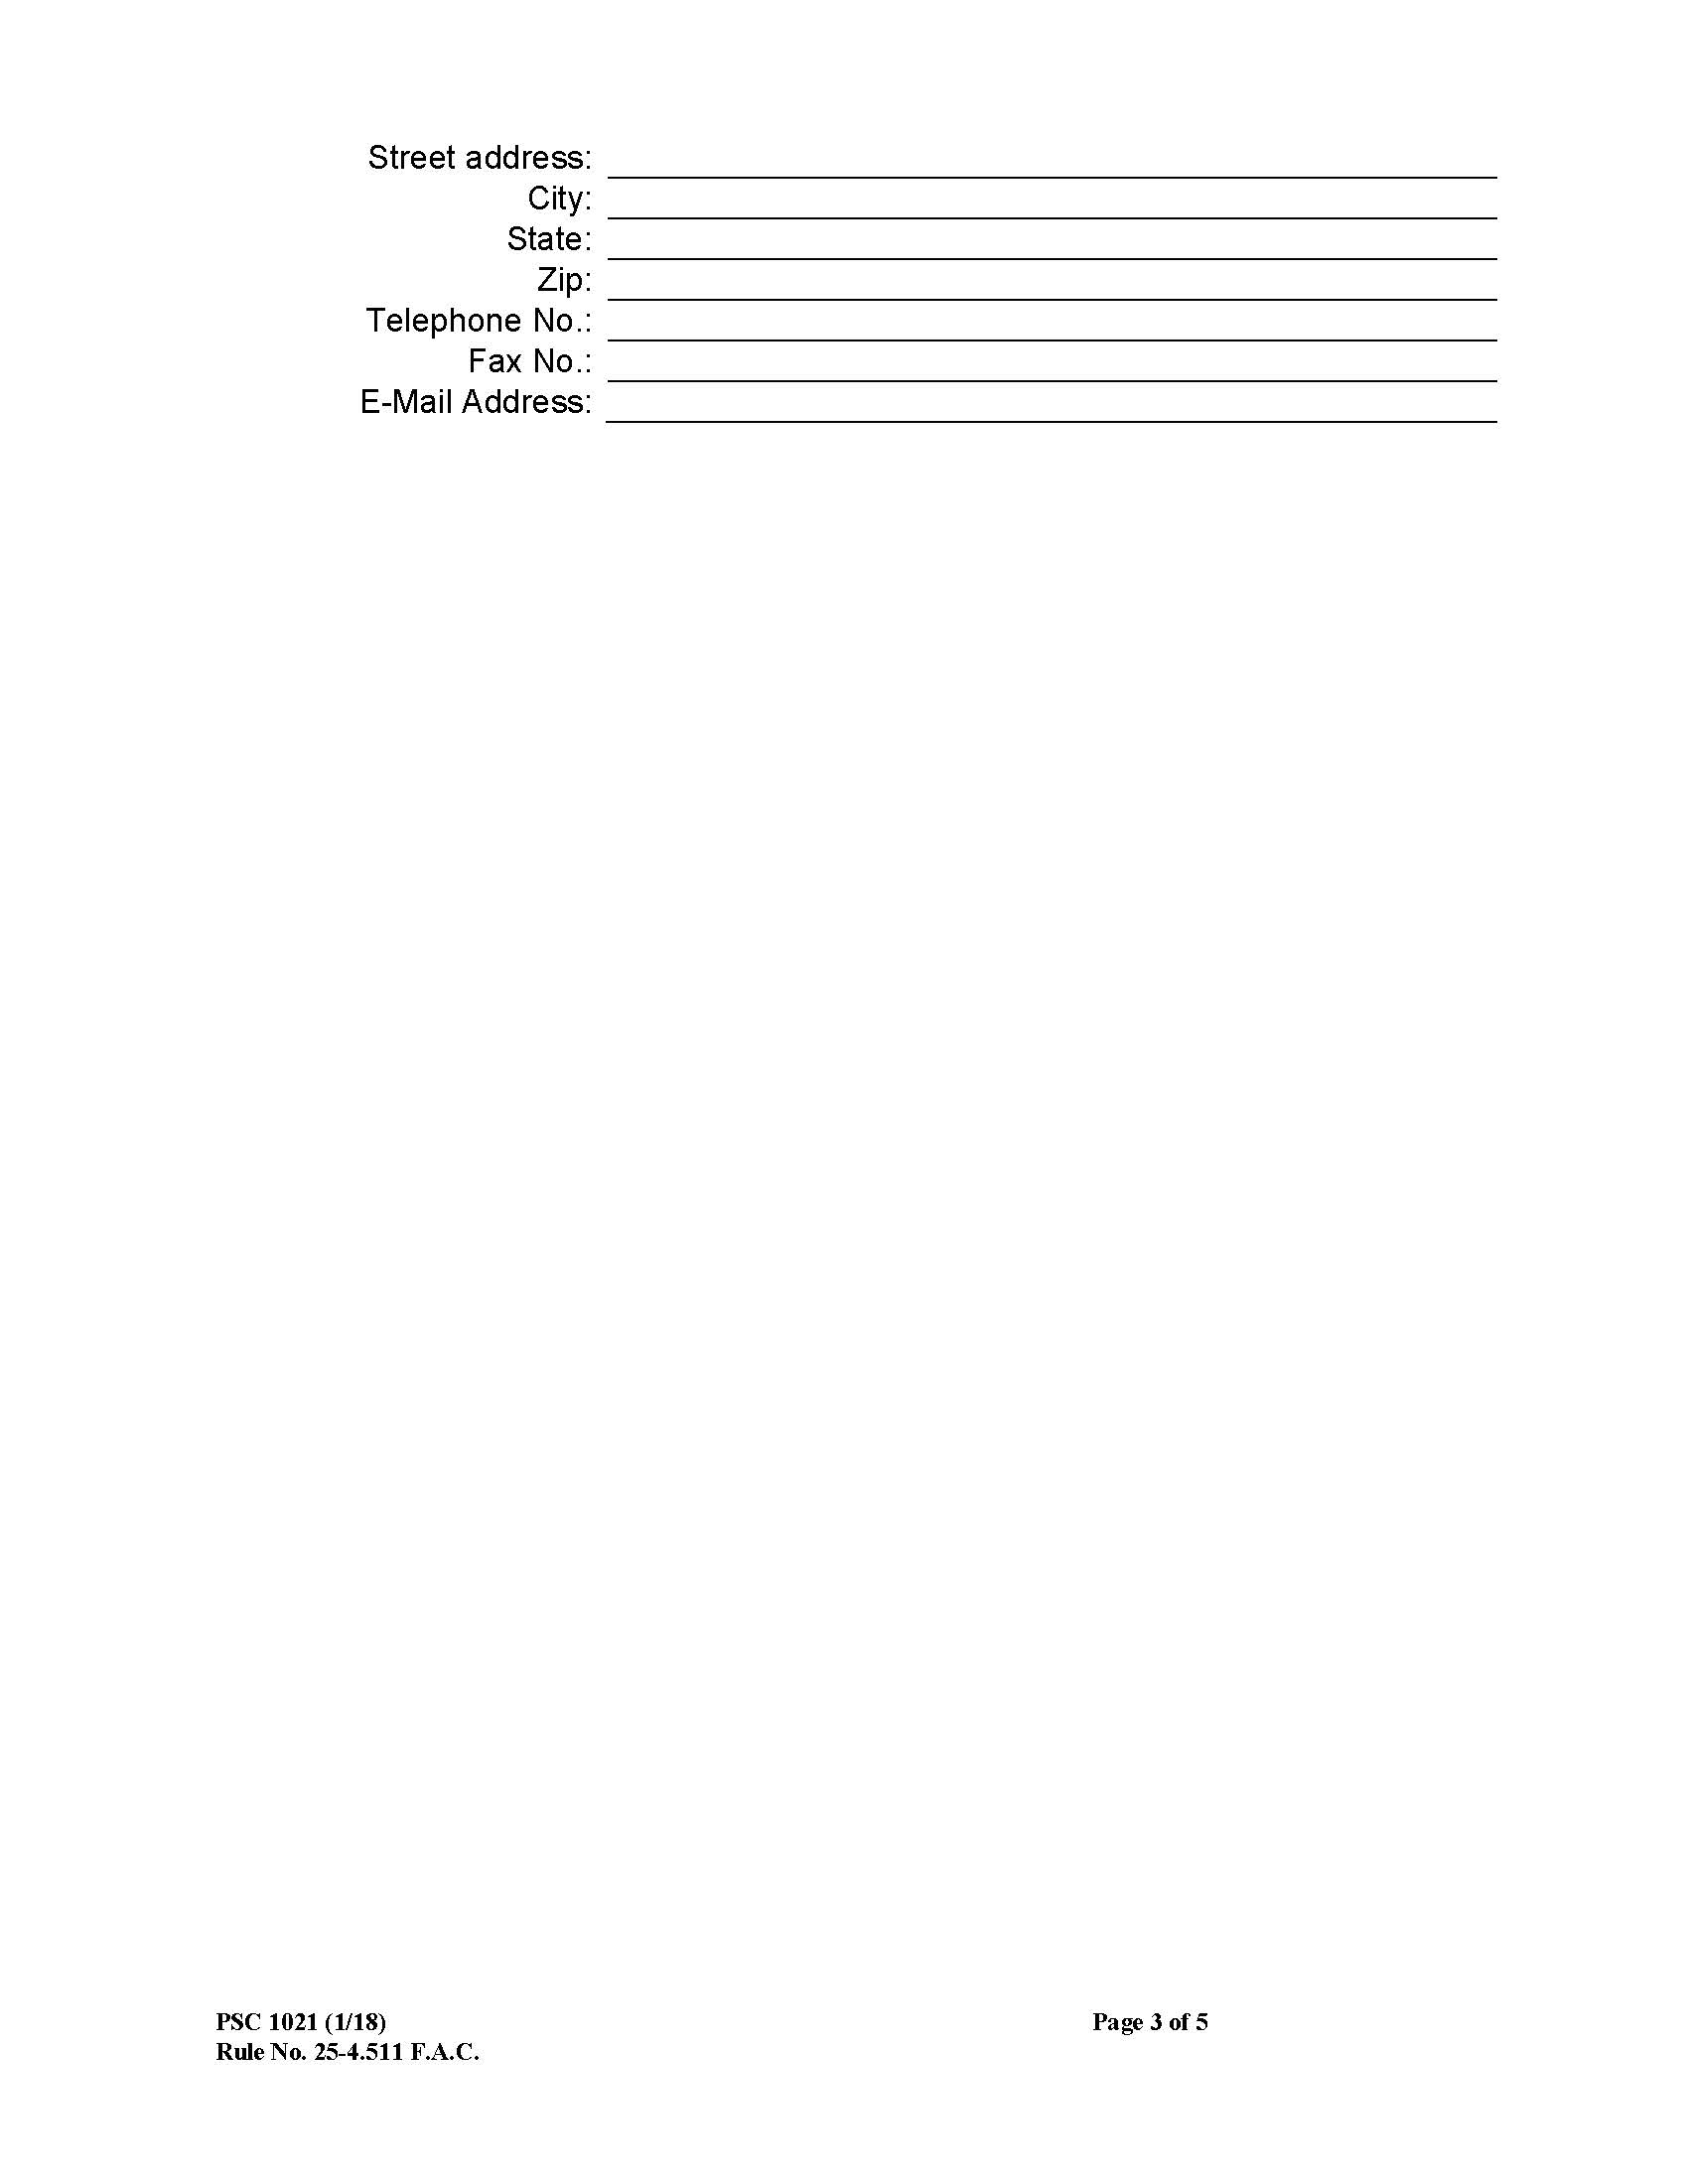 Street address:
City:
State:
Zip:
Telephone No.:
Fax No.:
E-Mail Address:
PSC 1021 (1/18) Page 3 of 5
Rule No. 25-4.511 F.A.C.